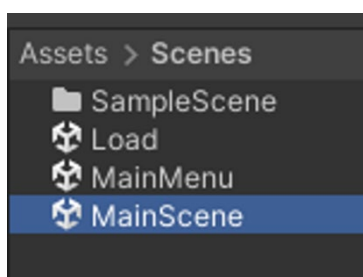 Assets > Scenes
SampleScene
Load
MainMenu
MainScene